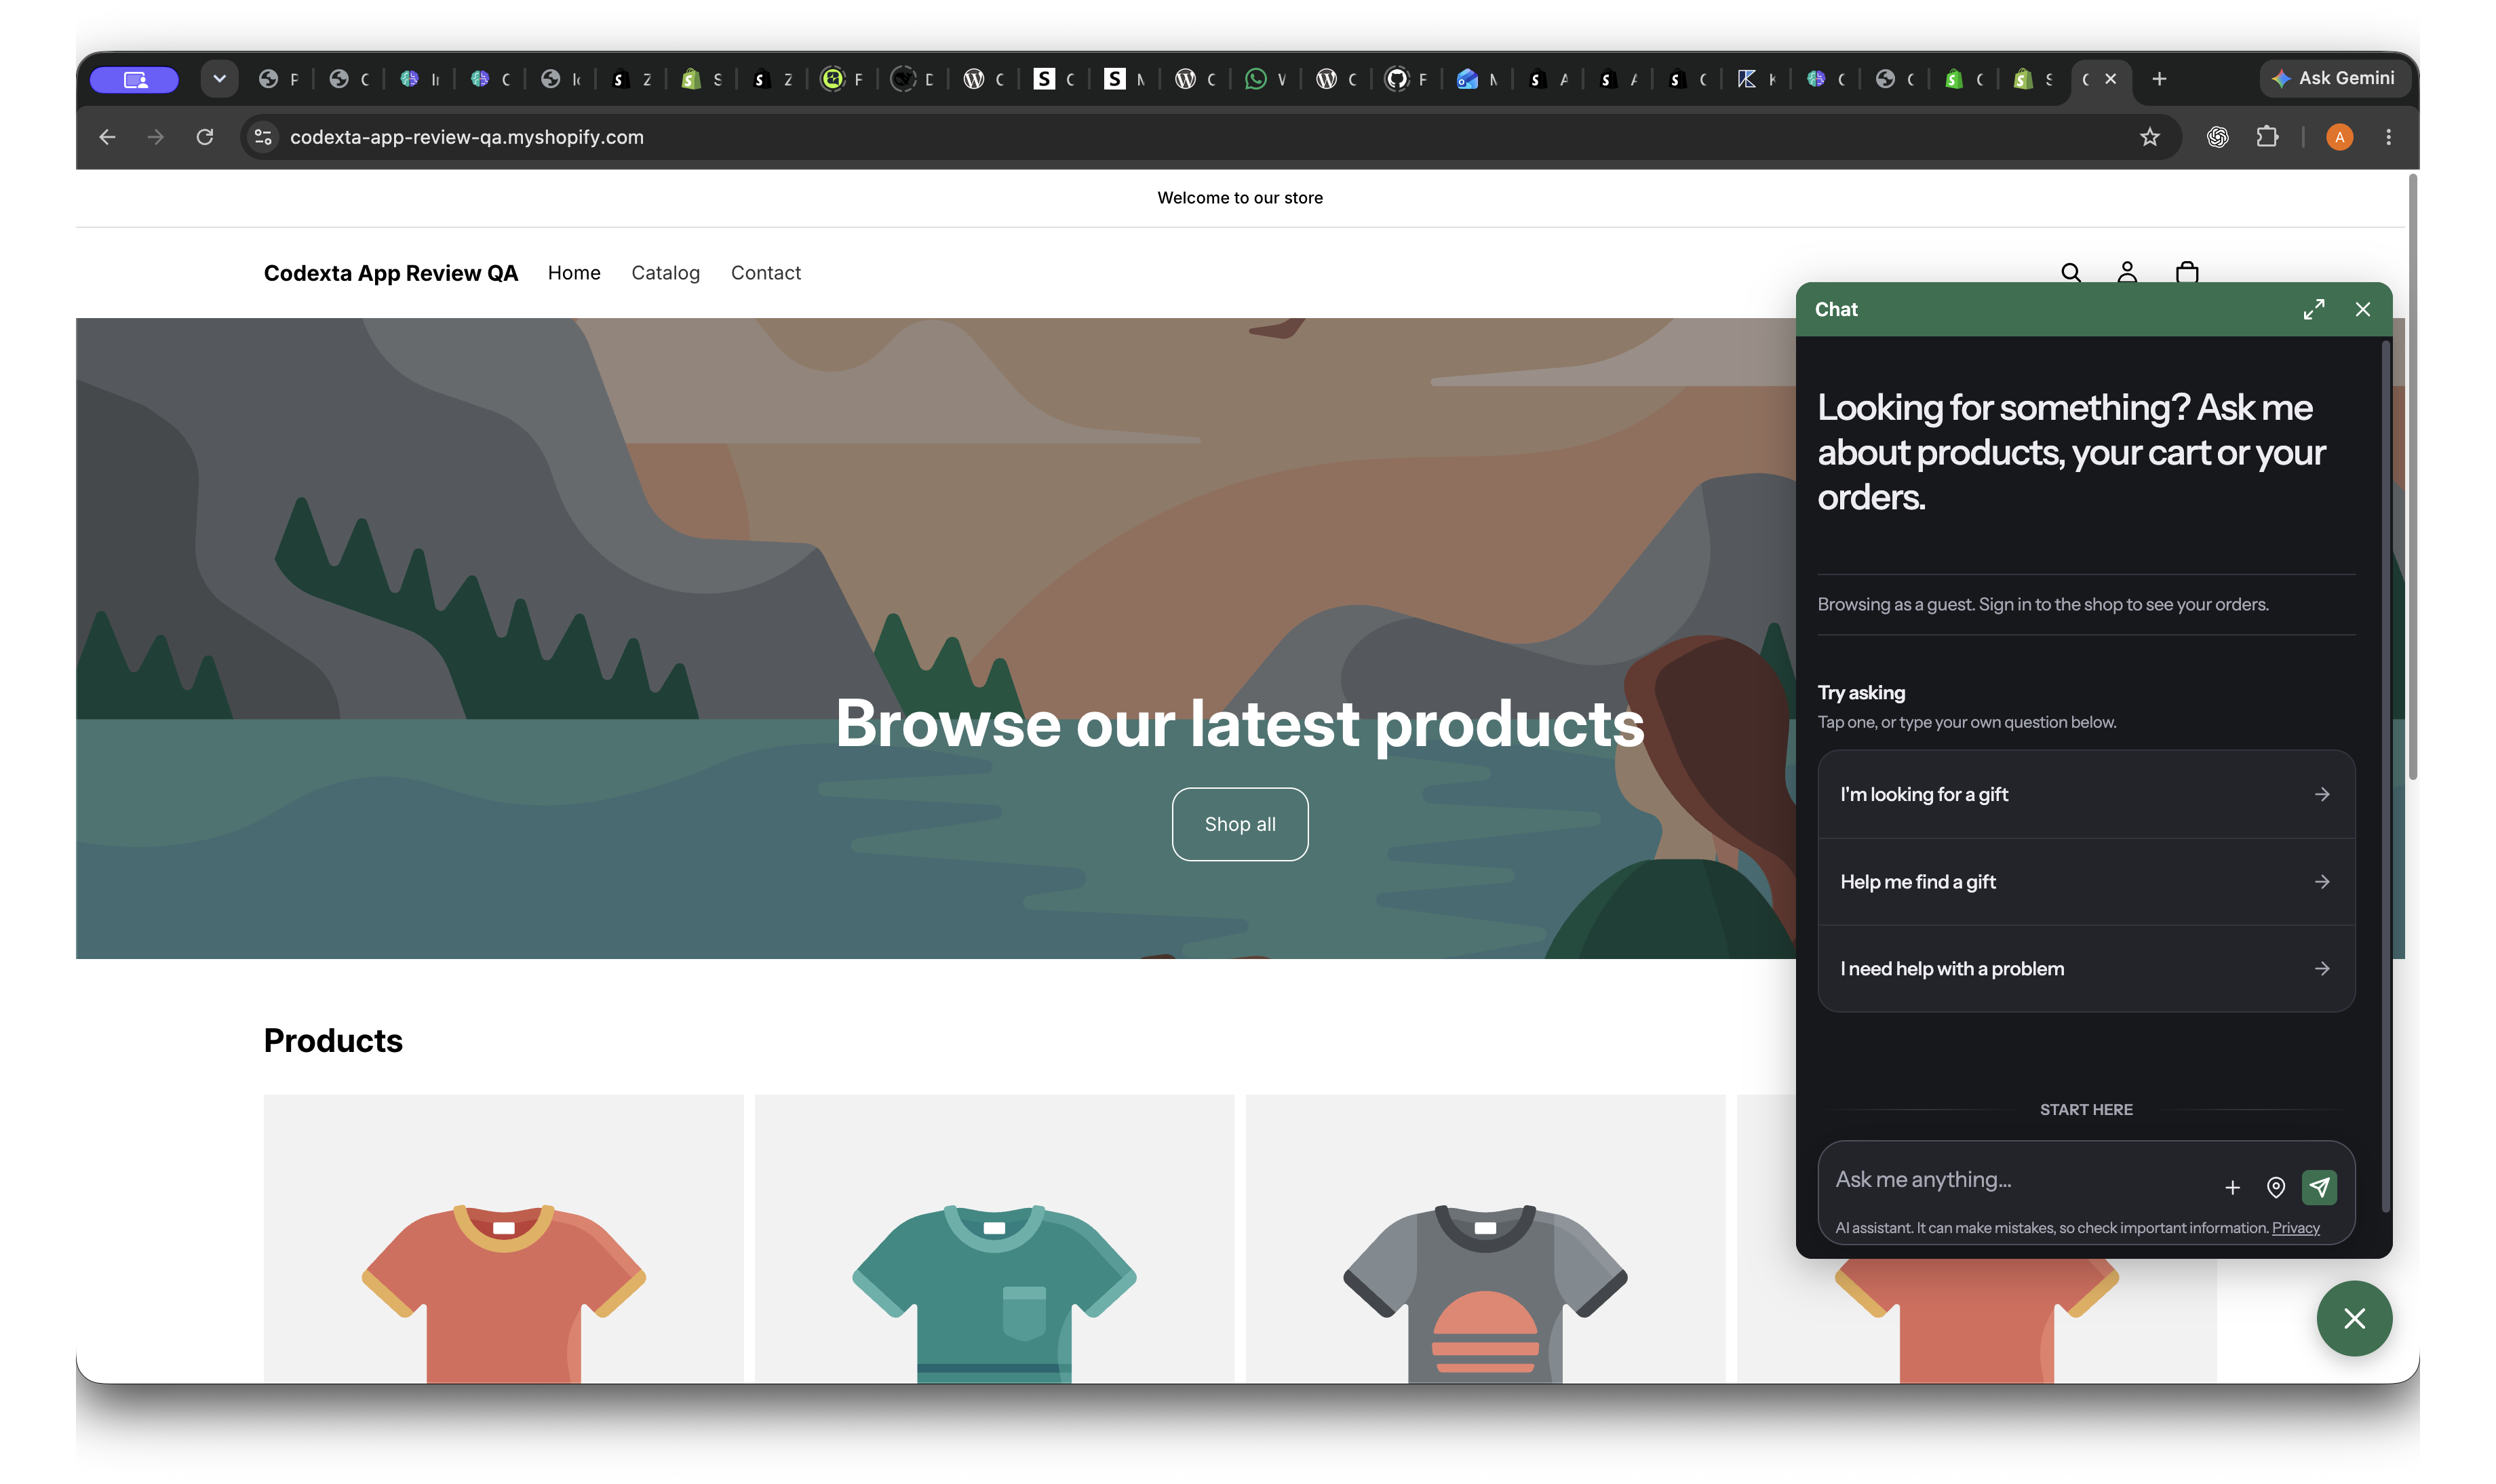 Ask Gemini
codexta-app-review-qa.myshopify.com
A
Welcome to our store
Codexta App Review QA
Home
Catalog
Contact
Browse our latest products
Shop all
Products
Chat
Looking for something? Ask me
about products, your cart or your
orders.
Browsing as a guest. Sign in to the shop to see your orders.
Try asking
Tap one, or type your own question below.
I'm looking for a gift
Help me find a gift
I need help with a problem
START HERE
Ask me anything...
AI assistant. It can make mistakes, so check important information. Privacy